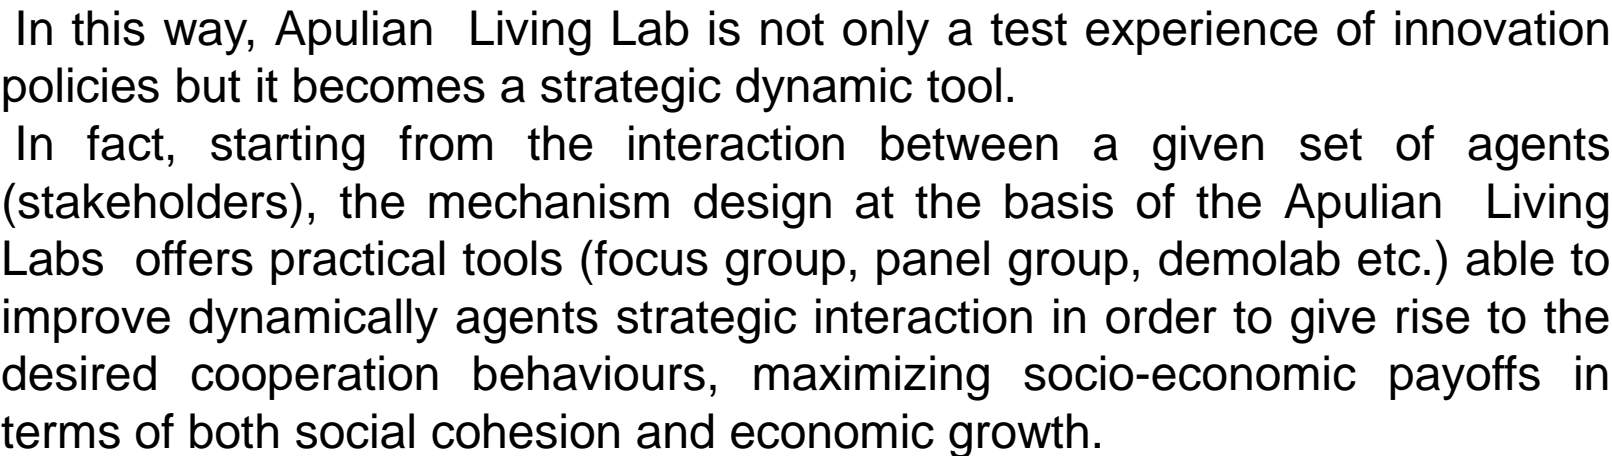 In this way, Apulian  Living Lab is not only a test experience of innovation
policies but it becomes a strategic dynamic tool.
In fact, starting from the interaction between a given set of agents
(stakeholders), the mechanism design at the basis of the Apulian  Living
Labs  offers practical tools (focus group, panel group, demolab etc.) able to
improve dynamically agents strategic interaction in order to give rise to the
desired cooperation behaviours, maximizing socio-economic payoffs in
terms of both social cohesion and economic growth.